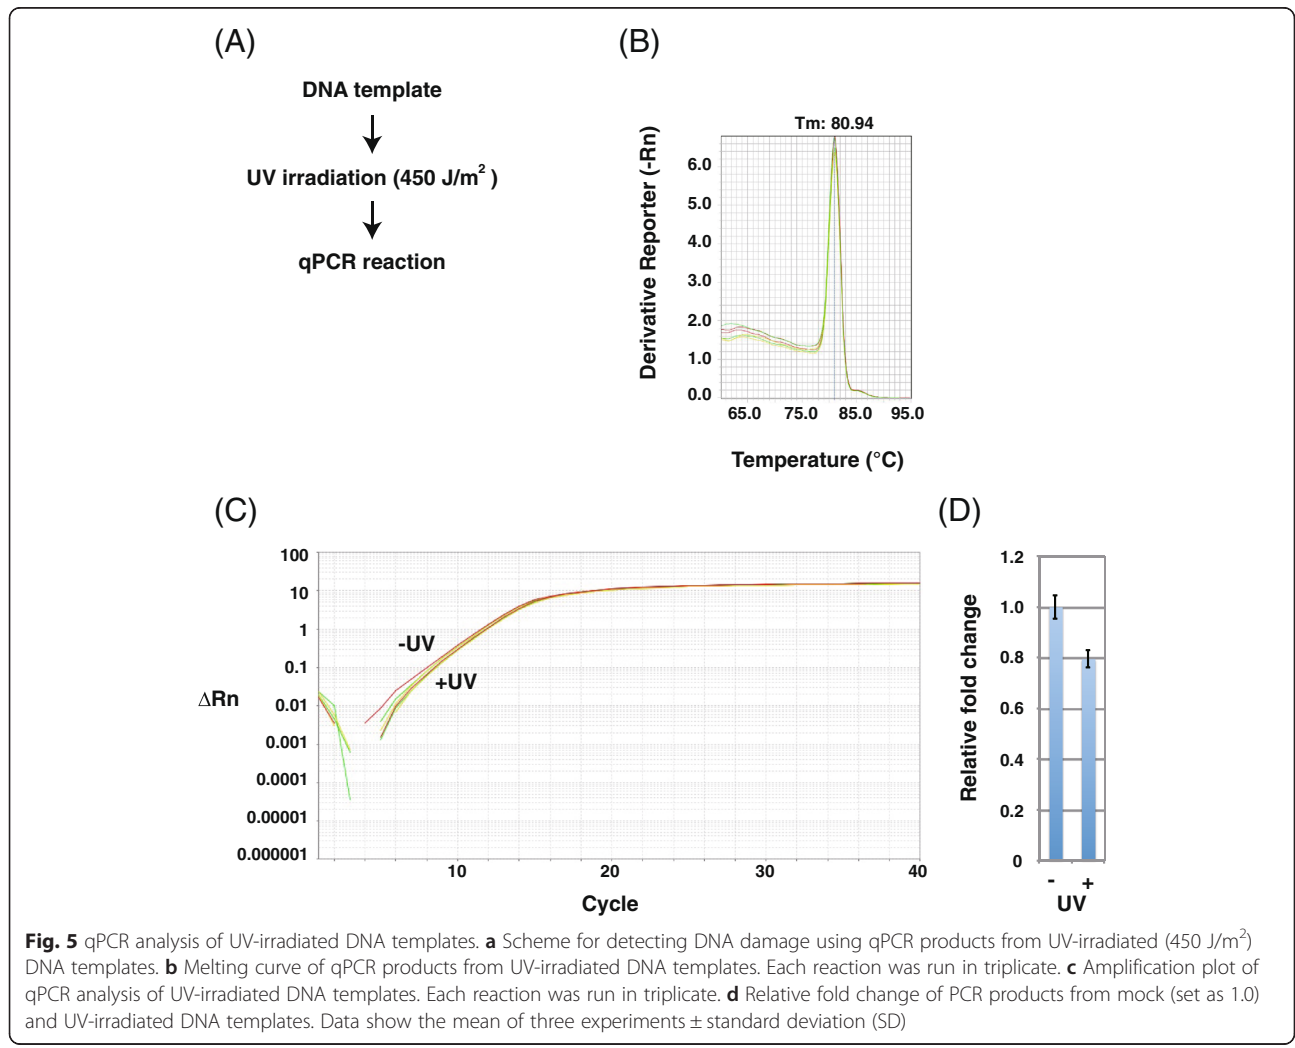 (A)
DNA template
UV irradiation (450 J/m2 )
qPCR reaction
(B)
Tm: 80.94
Derivative Reporter (-Rn)
6.0
5.0
4.0
3.0
2.0
1.0
0.0
65.0 75.0 85.0 95.0
Temperature (°C)
(C)
100
10
1
0.1
0.01
0.001
0.0001
0.00001
0.000001
ΔRn
-UV
+UV
10 20 30 40
Cycle
(D)
Relative fold change
1.2
1.0
0.8
0.6
0.4
0.2
0
- +
UV
Fig. 5 qPCR analysis of UV-irradiated DNA templates. a Scheme for detecting DNA damage using qPCR products from UV-irradiated (450 J/m2)
DNA templates. b Melting curve of qPCR products from UV-irradiated DNA templates. Each reaction was run in triplicate. c Amplification plot of
qPCR analysis of UV-irradiated DNA templates. Each reaction was run in triplicate. d Relative fold change of PCR products from mock (set as 1.0)
and UV-irradiated DNA templates. Data show the mean of three experiments ± standard deviation (SD)